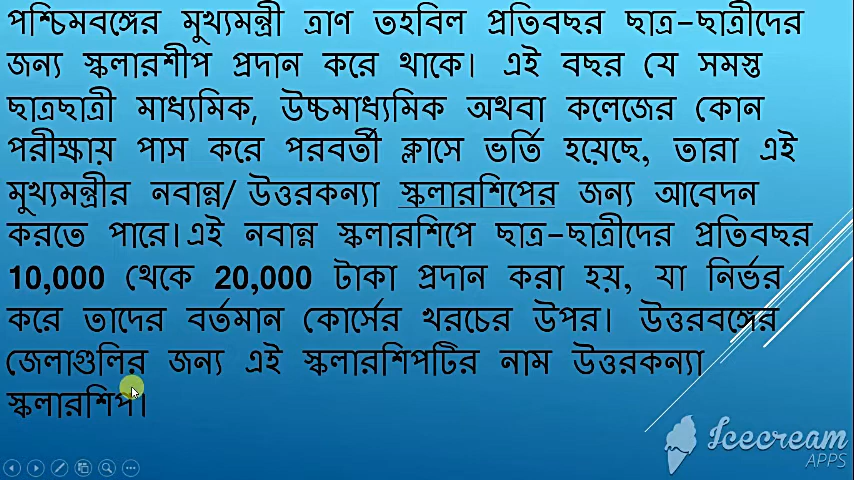 পশ্চিমবঙ্গের মুখ্যমন্ত্রী ত্রাণ তহবিল প্রতিবছর ছাত্র-ছাত্রীদের
জন্য স্কলারশীপ প্রদান করে থাকে। এই বছর যে সমস্ত
ছাত্রছাত্রী মাধ্যমিক, উচ্চমাধ্যমিক অথবা কলেজের কোন
পরীক্ষায় পাস করে পরবর্তী ক্লাসে ভর্তি হয়েছে, তারা এই
মুখ্যমন্ত্রীর নবান্ন/ উত্তরকন্যা স্কলারশিপের জন্য আবেদন
করতে পারে। এই নবান্ন স্কলারশিপে ছাত্র-ছাত্রীদের প্রতিবছর
10,000 থেকে 20,000 টাকা প্রদান করা হয়, যা নির্ভর
করে তাদের বর্তমান কোর্সের খরচের উপর। উত্তরবঙ্গের
জেলাগুলির জন্য এই স্কলারশিপটির নাম উত্তরকন্যা
স্কলারশিপ।
Icecream
APPS